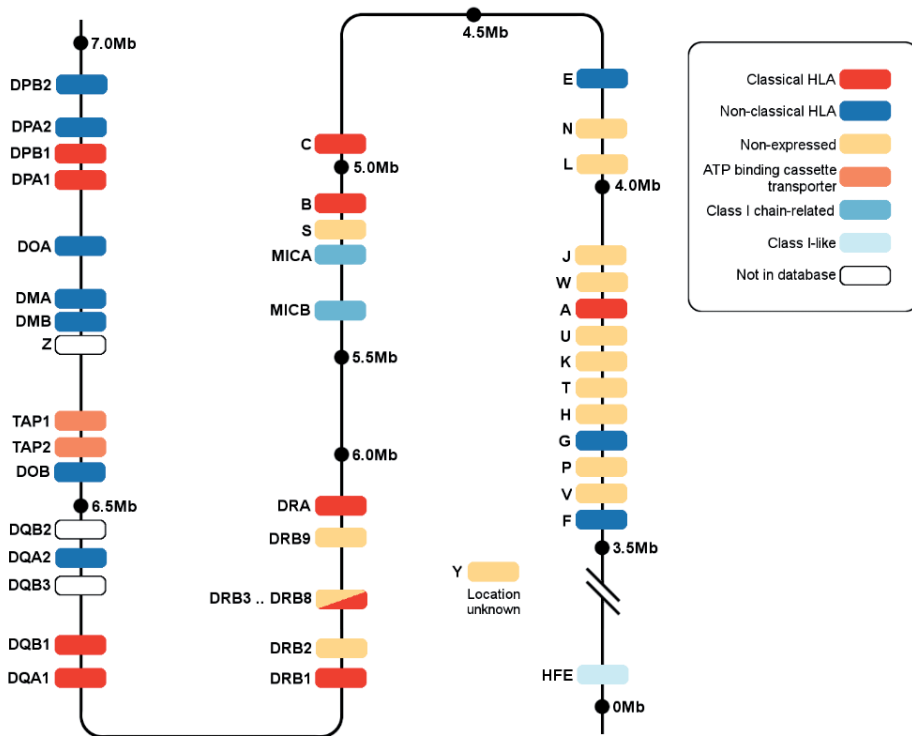 7.0Mb
DPB2
DPA2
DPB1
DPA1
DOA
DMA
DMB
Z
TAP1
TAP2
DOB
6.5Mb
DQB2
DQA2
DQB3
DQB1
DQA1
C
5.0Mb
B
S
MICA
MICB
5.5Mb
6.0Mb
DRA
DRB9
DRB3 .. DRB8
DRB2
DRB1
4.5Mb
E
N
L
4.0Mb
J
W
A
U
K
T
H
G
P
V
F
3.5Mb
Y
Location
unknown
HFE
0Mb
Classical HLA
Non-classical HLA
Non-expressed
ATP binding cassette
transporter
Class I chain-related
Class I-like
Not in database